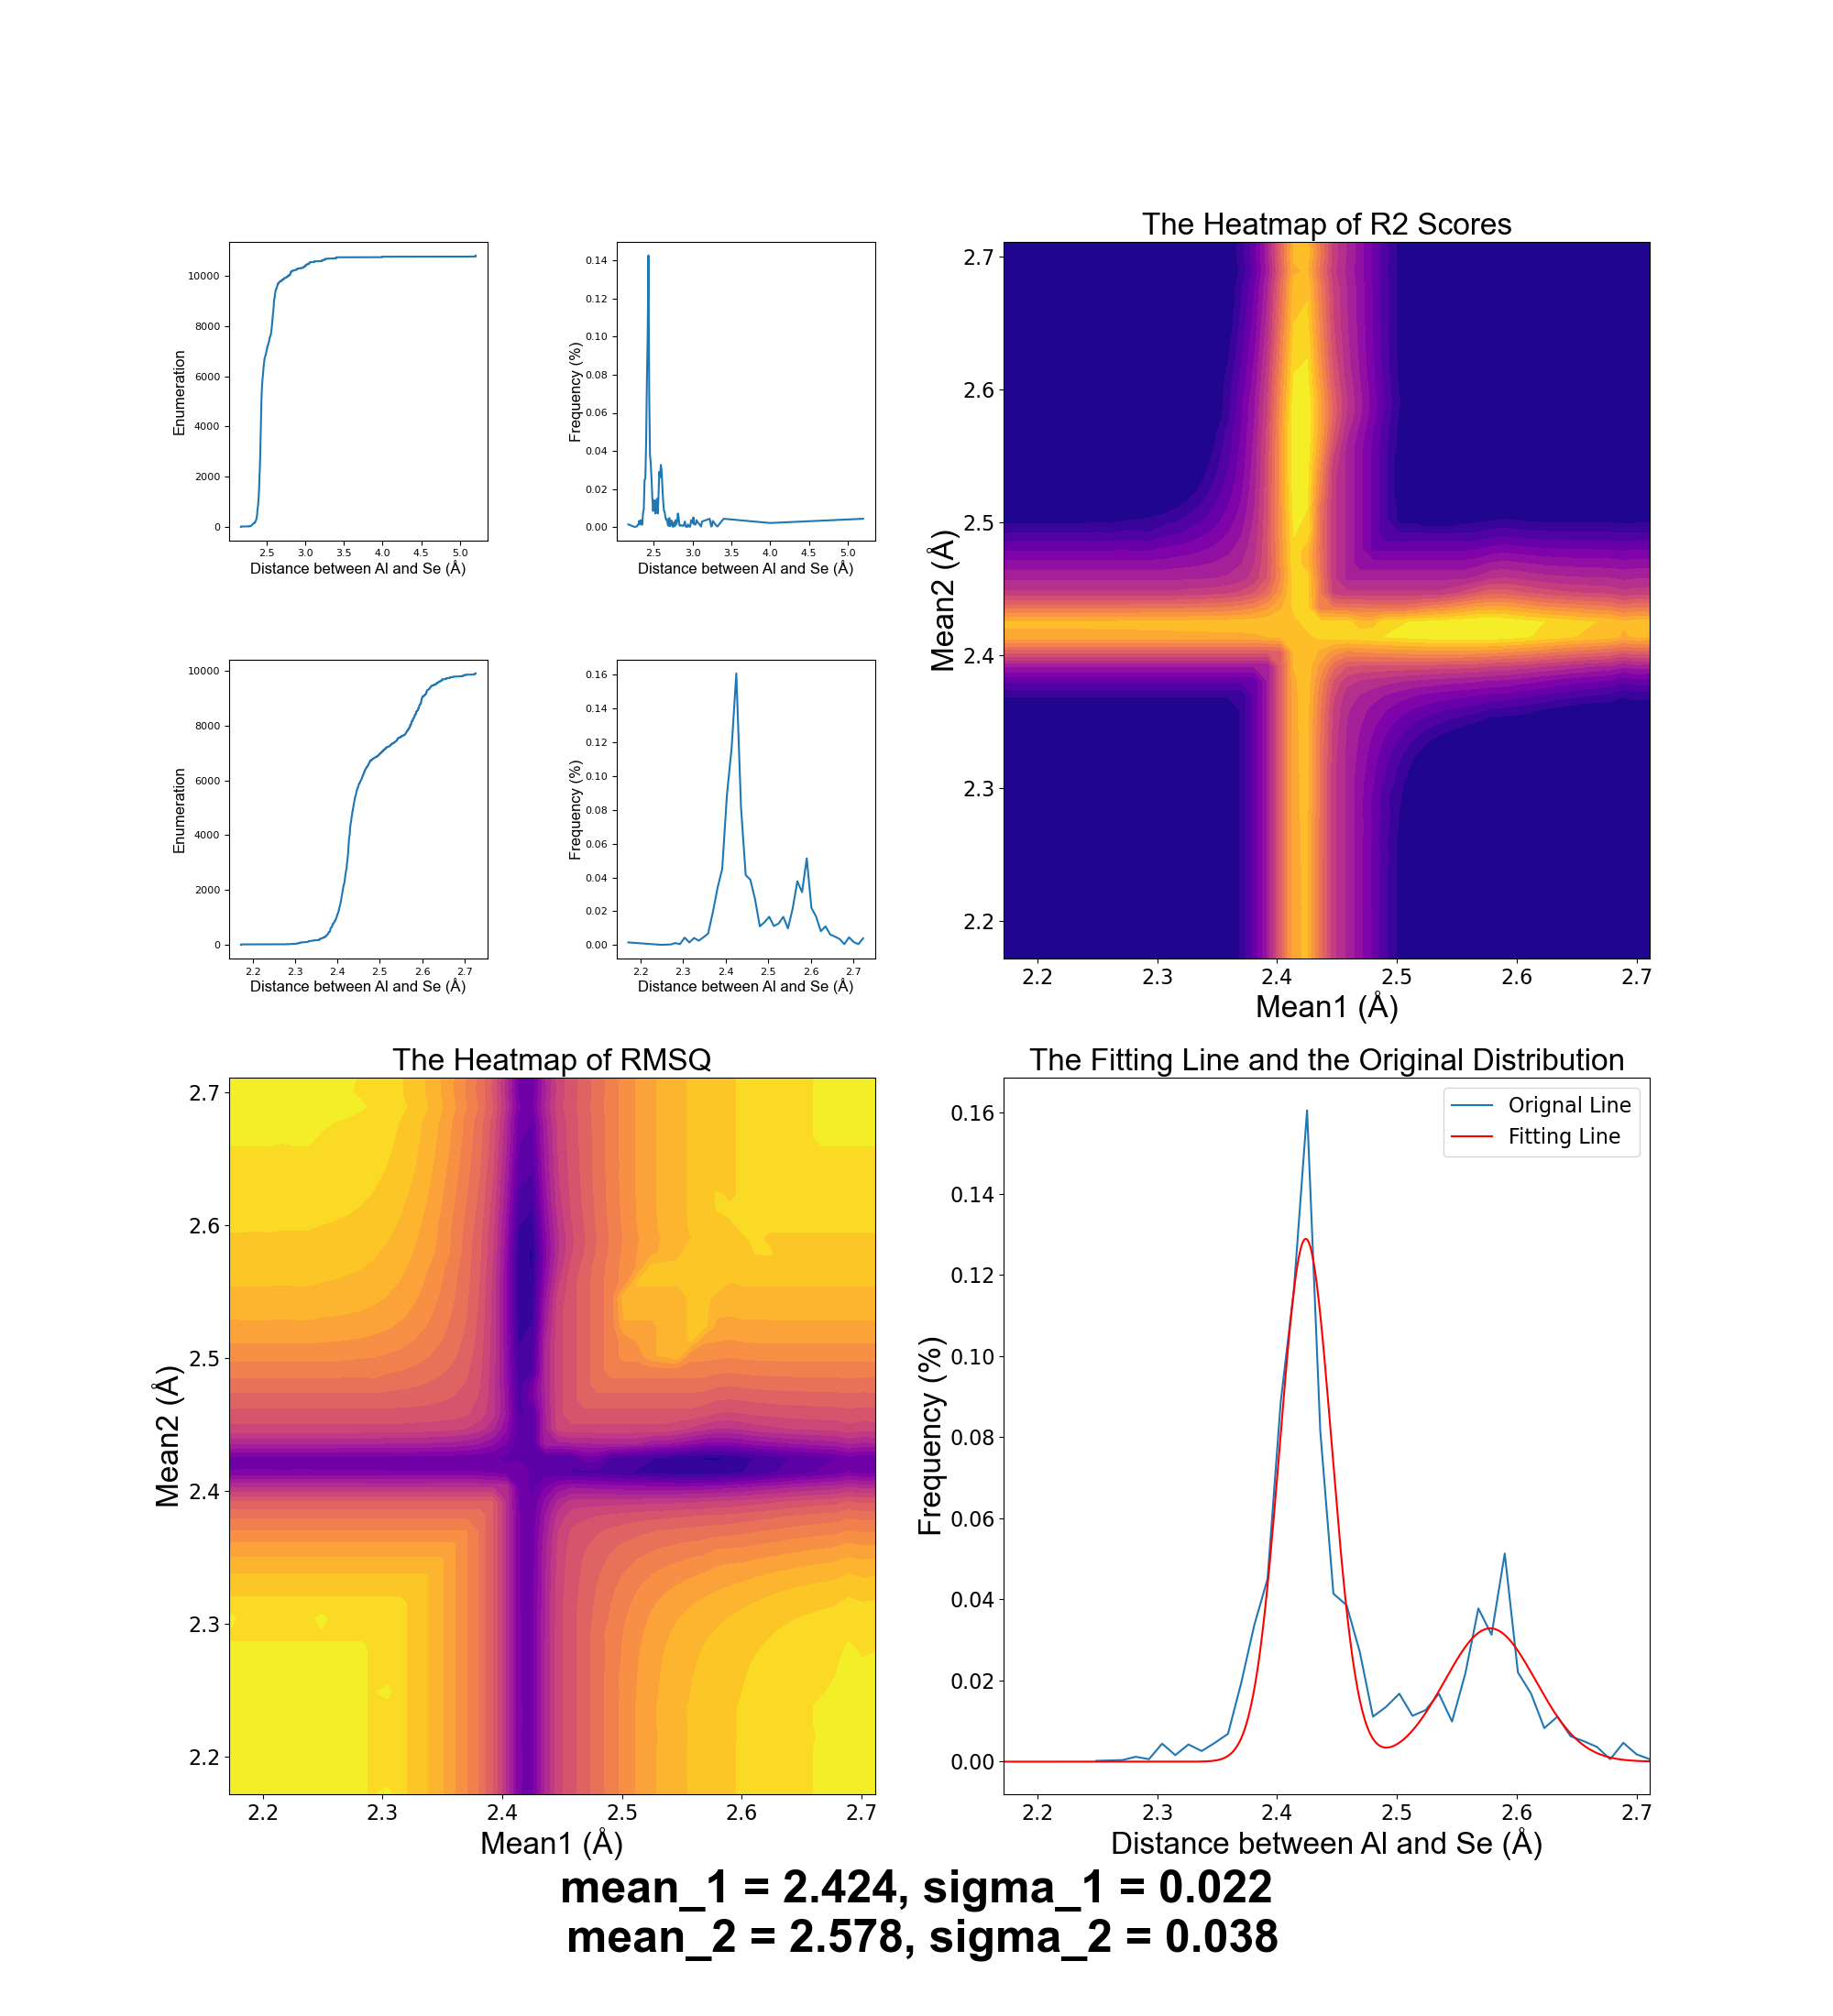 The Heatmap of R2 Scores
10000
8000
6000
4000
2000
0
Enumeration
2.5 3.0 3.5 4.0 4.5 5.0
Distance between Al and Se (Å)
0.14
0.12
0.10
0.08
0.06
0.04
0.02
0.00
Frequency (%)
2.5 3.0 3.5 4.0 4.5 5.0
Distance between Al and Se (Å)
2.7
2.6
2.5
2.4
2.3
2.2
Mean2 (Å)
2.2 2.3 2.4 2.5 2.6 2.7
Mean1 (Å)
10000
8000
6000
4000
2000
0
Enumeration
2.2 2.3 2.4 2.5 2.6 2.7
Distance between Al and Se (Å)
0.16
0.14
0.12
0.10
0.08
0.06
0.04
0.02
0.00
Frequency (%)
2.2 2.3 2.4 2.5 2.6 2.7
Distance between Al and Se (Å)
The Heatmap of RMSQ
2.7
2.6
2.5
2.4
2.3
2.2
Mean2 (Å)
2.2 2.3 2.4 2.5 2.6 2.7
Mean1 (Å)
The Fitting Line and the Original Distribution
Orignal Line
Fitting Line
0.16
0.14
0.12
0.10
0.08
0.06
0.04
0.02
0.00
Frequency (%)
2.2 2.3 2.4 2.5 2.6 2.7
Distance between Al and Se (Å)
mean_1 = 2.424, sigma_1 = 0.022
mean_2 = 2.578, sigma_2 = 0.038